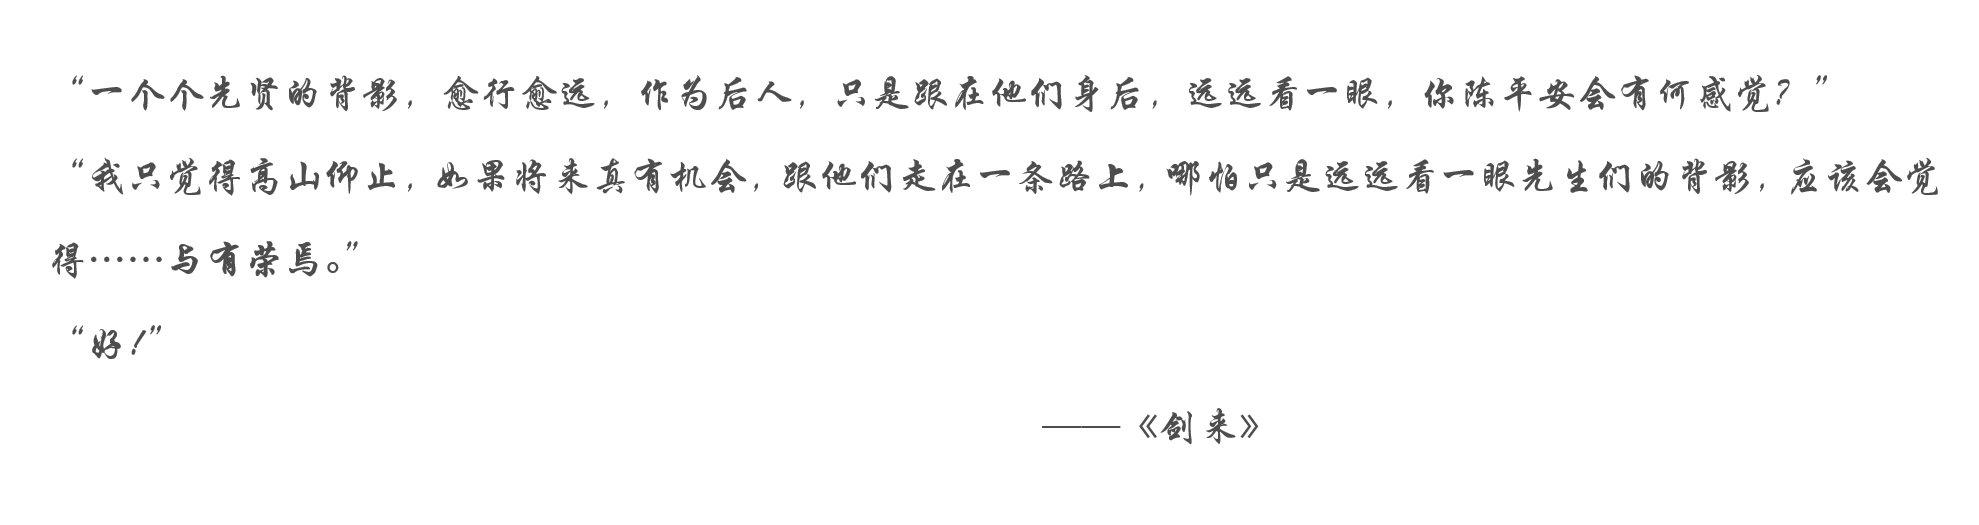 “一个个先贤的背影，愈行愈远，作为后人，只是跟在他们身后，远远看一眼，你陈平安会有何感觉？”
“我只觉得高山仰止，如果将来真有机会，跟他们走在一条路上，哪怕只是远远看一眼先生们的背影，应该会觉
得……与有荣焉。”
“好！”
——《剑来》